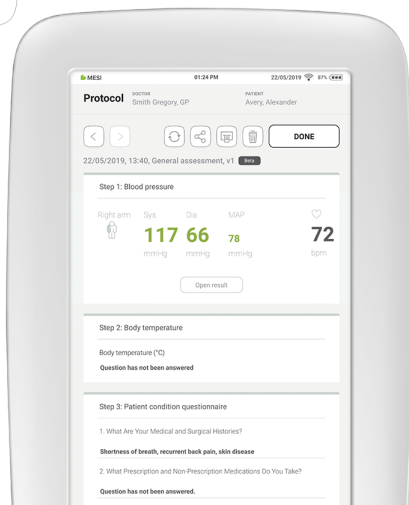 MESI 01:24 PM 22/05/2019 87%
Protocol DOCTOR Smith Gregory, GP PATIENT Avery, Alexander
DONE
22/05/2019, 13:40, General assessment, v1 Beta
Step 1: Blood pressure
Right arm Sys Dia MAP
117 66 78 72
mmHg mmHg mmHg bpm
Open result
Step 2: Body temperature
Body temperature (°C)
Question has not been answered
Step 3: Patient condition questionnaire
1. What Are Your Medical and Surgical Histories?
Shortness of breath, recurrent back pain, skin disease
2. What Prescription and Non-Prescription Medications Do You Take?
Question has not been answered.